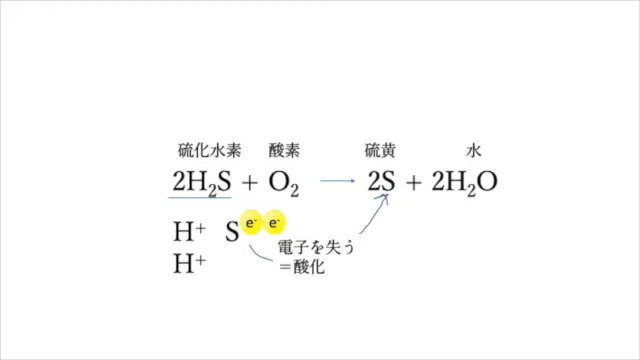 硫化水素 酸素 硫黄 水
2H₂S + O₂ → 2S + 2H₂O
H⁺ S e⁻ e⁻
電子を失う
H⁺ ＝酸化